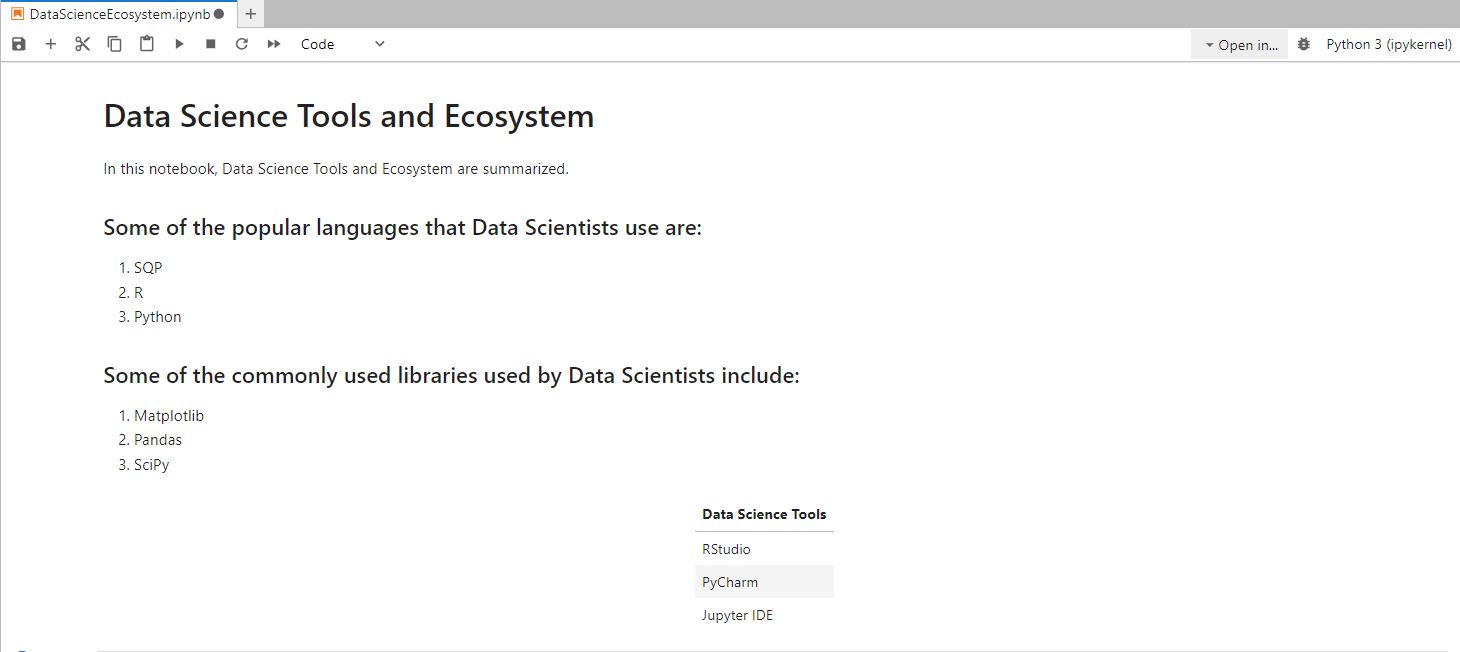 DataScienceEcosystem.ipynb
Code
Open in...
Python 3 (ipykernel)
Data Science Tools and Ecosystem
In this notebook, Data Science Tools and Ecosystem are summarized.
Some of the popular languages that Data Scientists use are:
1. SQP
2. R
3. Python
Some of the commonly used libraries used by Data Scientists include:
1. Matplotlib
2. Pandas
3. SciPy
Data Science Tools
RStudio
PyCharm
Jupyter IDE